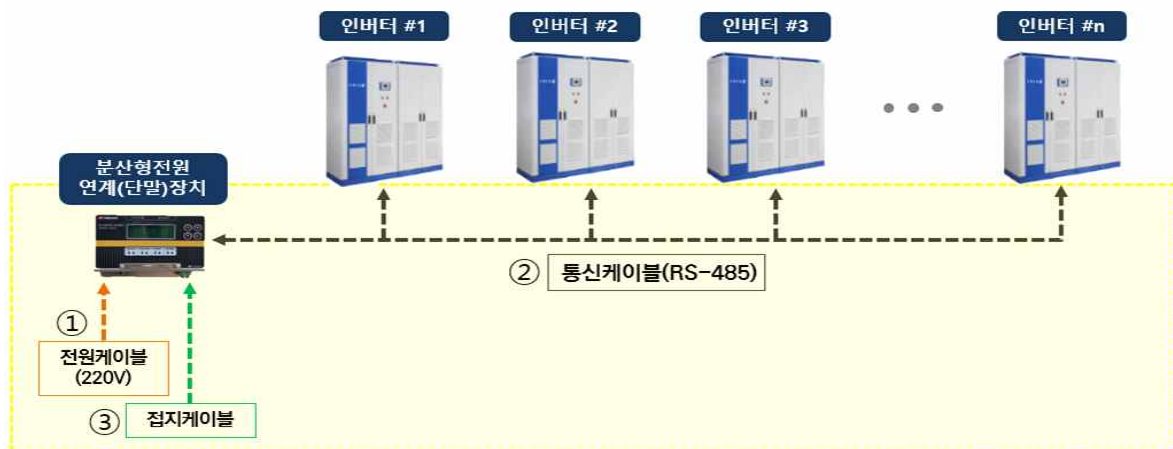 인버터 #1
인버터 #2
인버터 #3
인버터 #n
분산형전원
연계(단말)장치
② 통신케이블(RS-485)
①
전원케이블
(220V)
③ 접지케이블